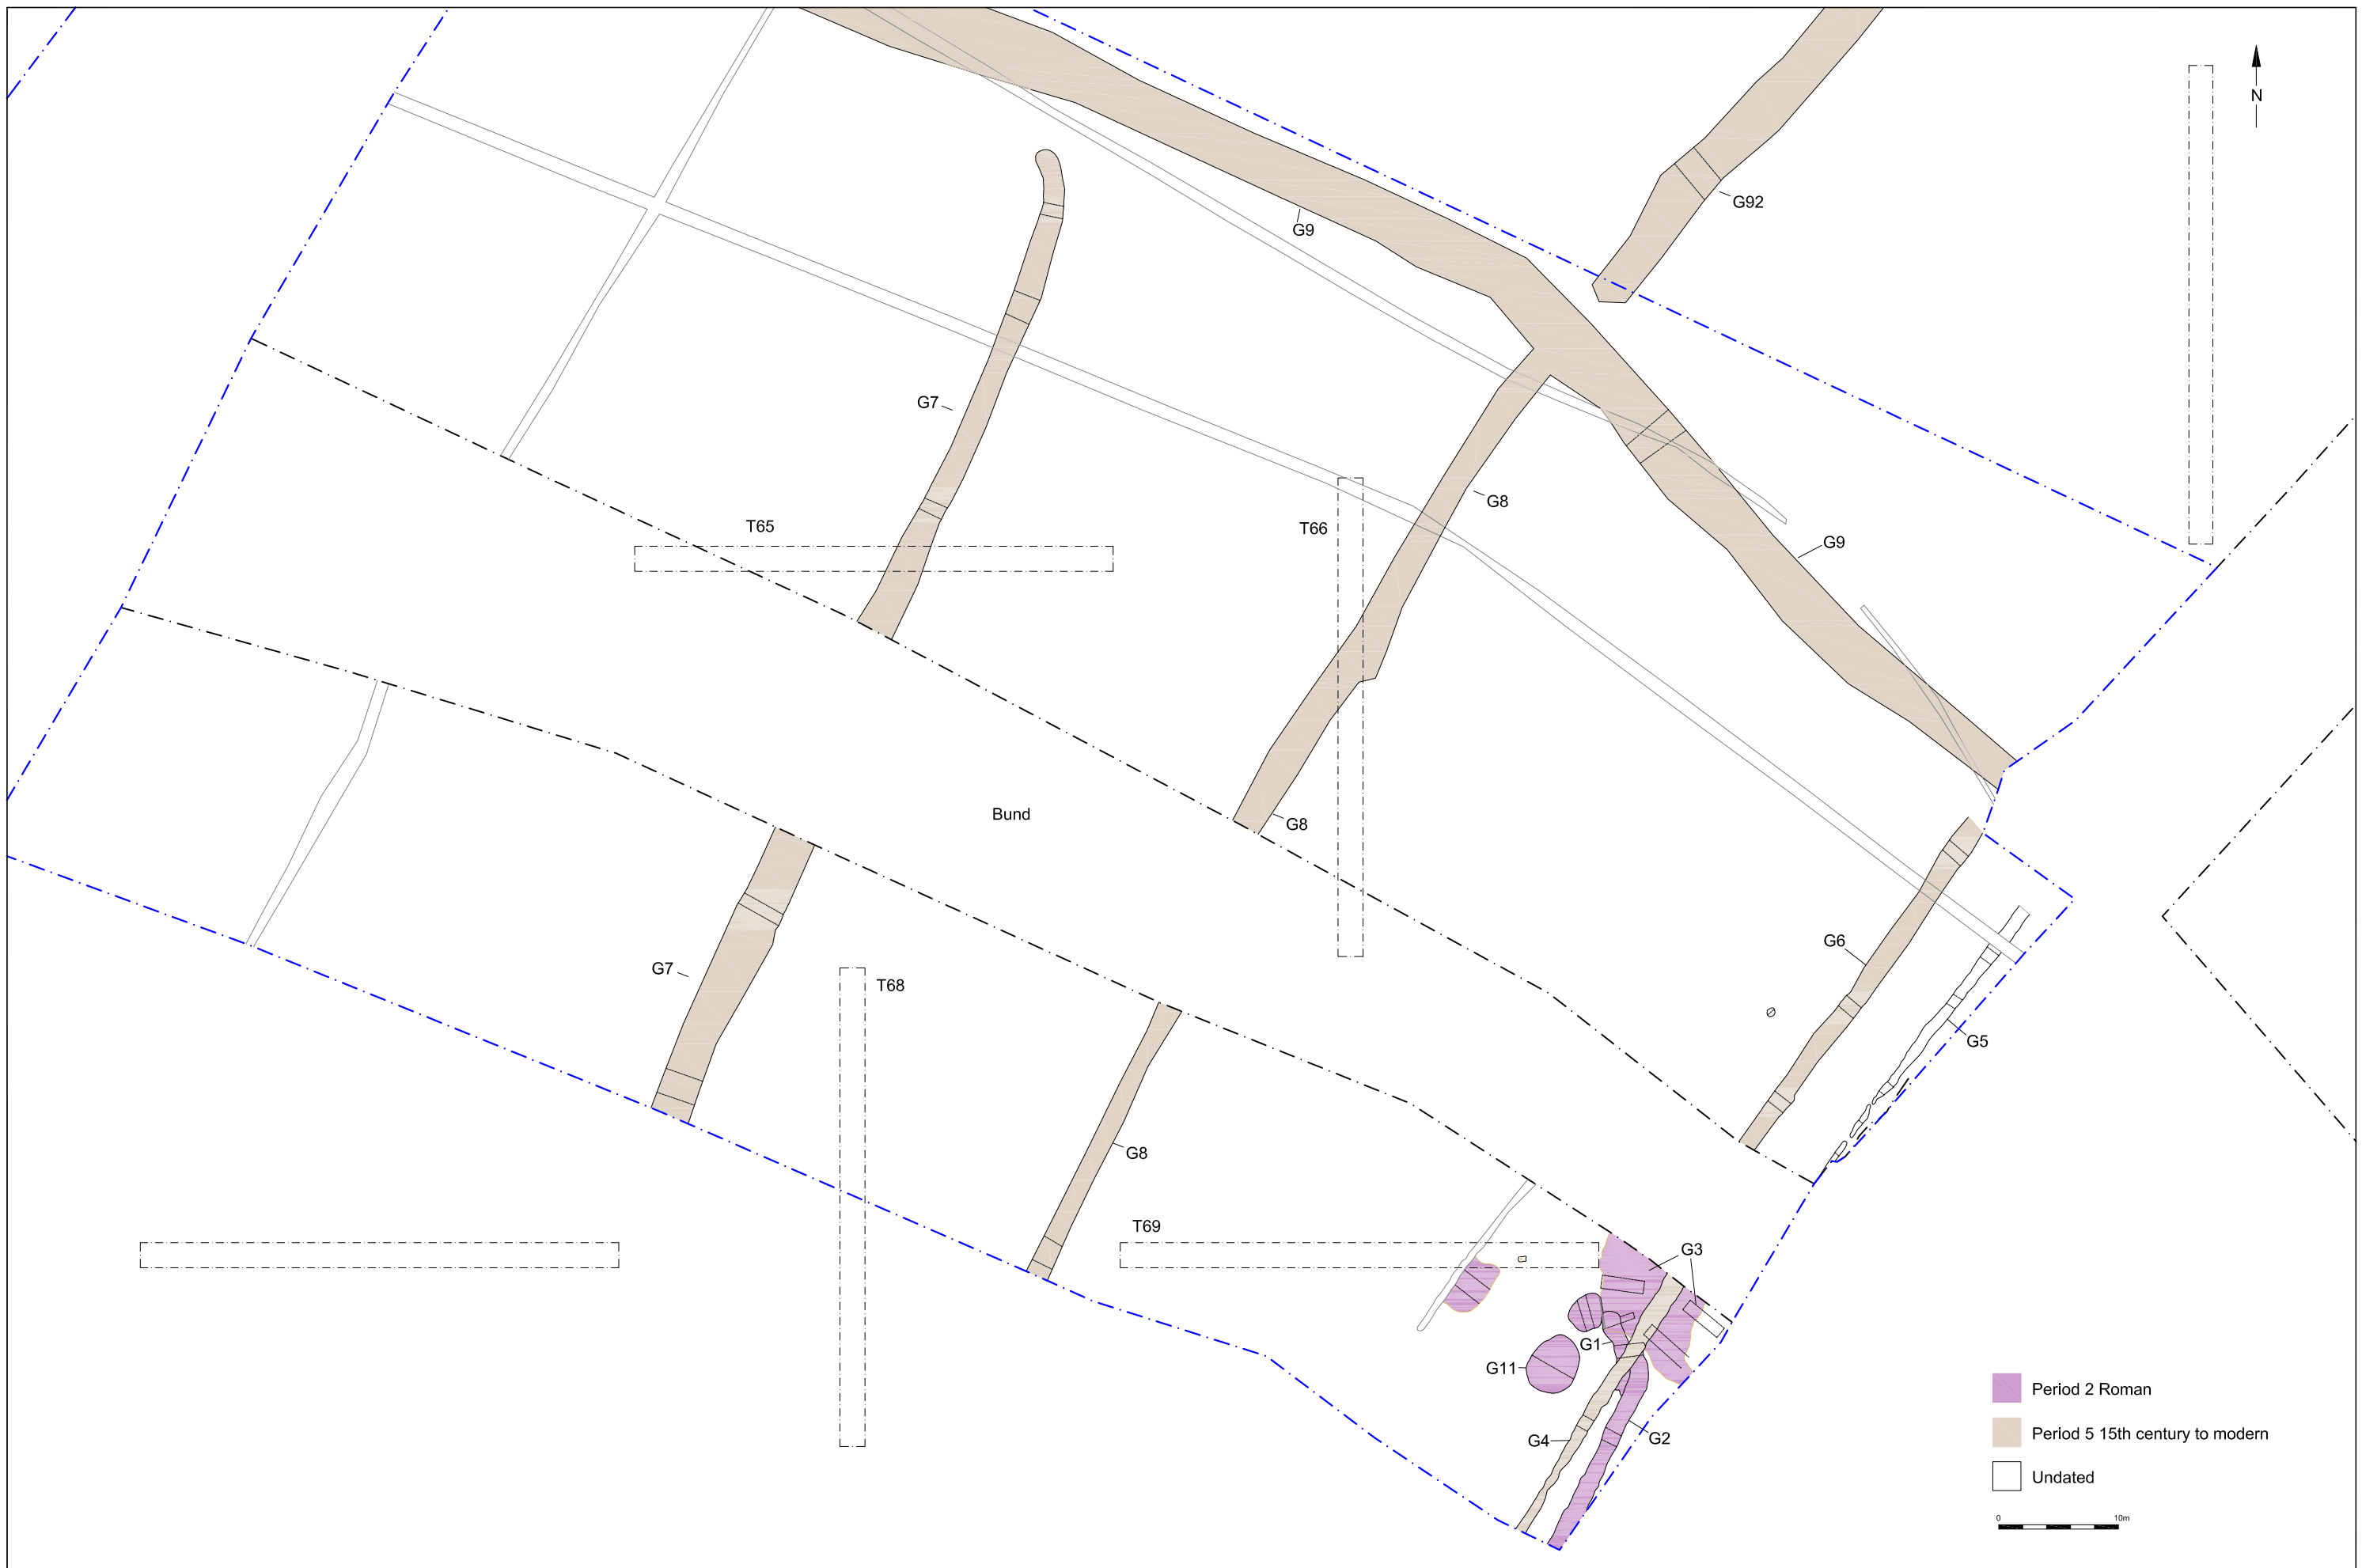 N
G92
G9
G7
G8
T65
T66
G9
Bund
G8
G6
G7
T68
G5
G8
T69
G3
G1
G11
G4
G2
Period 2 Roman
Period 5 15th century to modern
Undated
0 10m